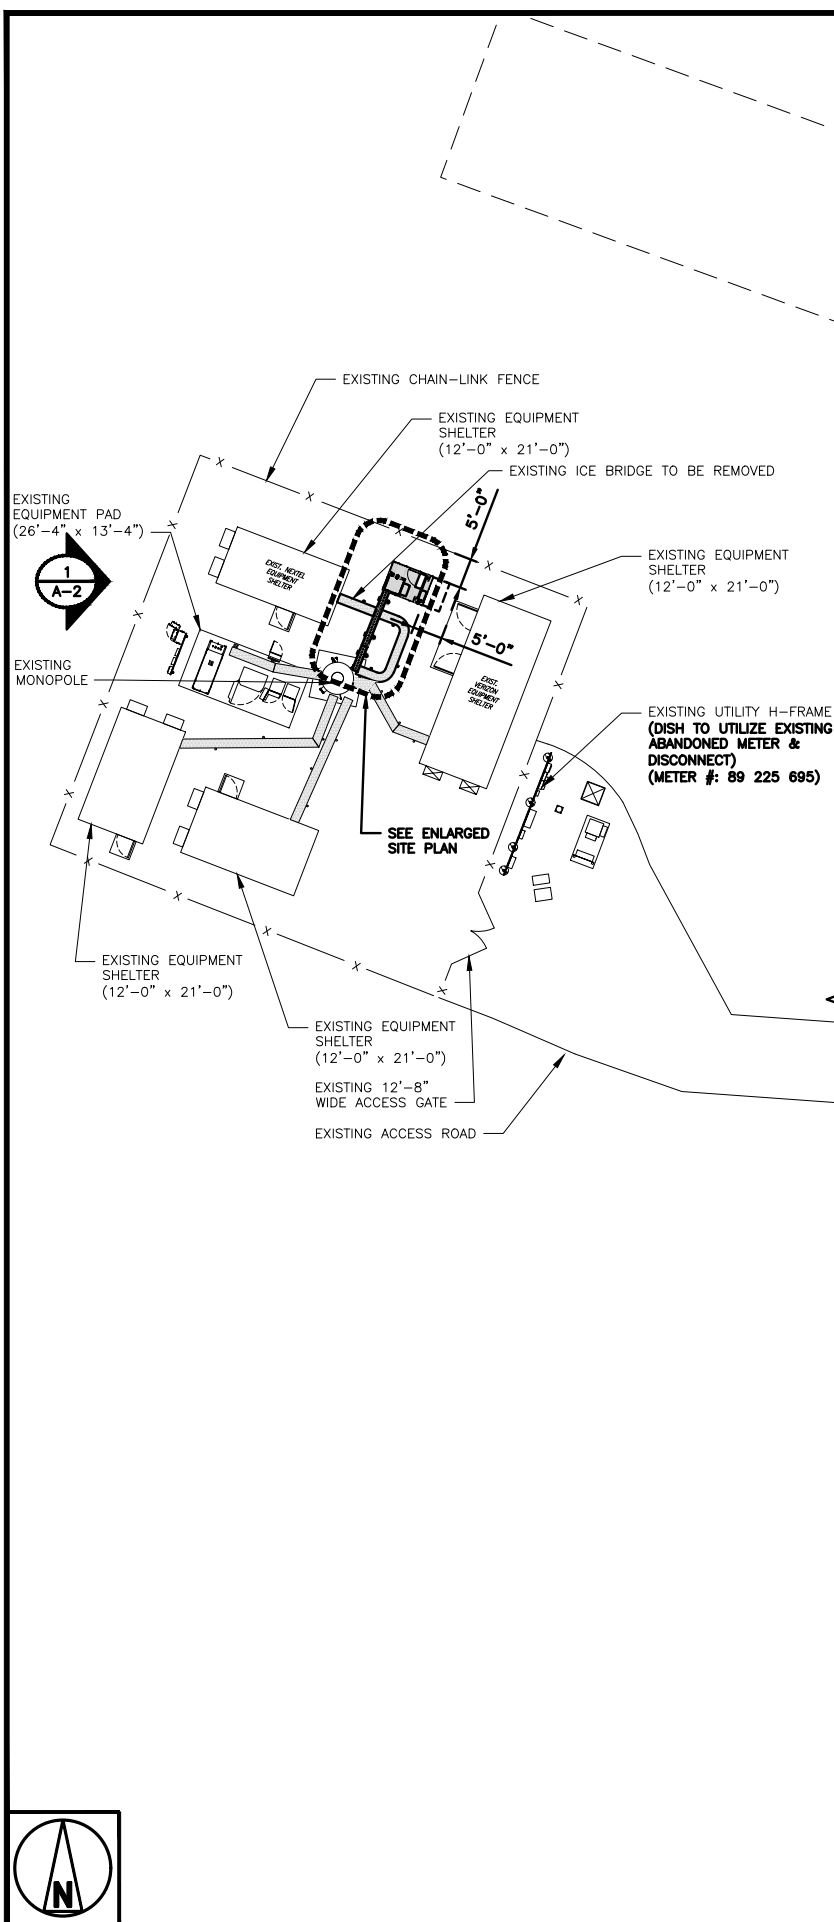 EXISTING CHAIN–LINK FENCE
EXISTING EQUIPMENT
SHELTER
(12'–0" x 21'–0")
EXISTING ICE BRIDGE TO BE REMOVED
EXISTING
EQUIPMENT PAD
(26'–4" x 13'–4")
5'–0"
1
A–2
EXIST. NEXTEL
EQUIPMENT
SHELTER
EXISTING EQUIPMENT
SHELTER
(12'–0" x 21'–0")
5'–0"
EXISTING
MONOPOLE
EXIST.
VERIZON
EQUIPMENT
SHELTER
EXISTING UTILITY H–FRAME
(DISH TO UTILIZE EXISTING
ABANDONED METER &
DISCONNECT)
(METER #: 89 225 695)
SEE ENLARGED
SITE PLAN
EXISTING EQUIPMENT
SHELTER
(12'–0" x 21'–0")
EXISTING EQUIPMENT
SHELTER
(12'–0" x 21'–0")
EXISTING 12'–8"
WIDE ACCESS GATE
EXISTING ACCESS ROAD
N